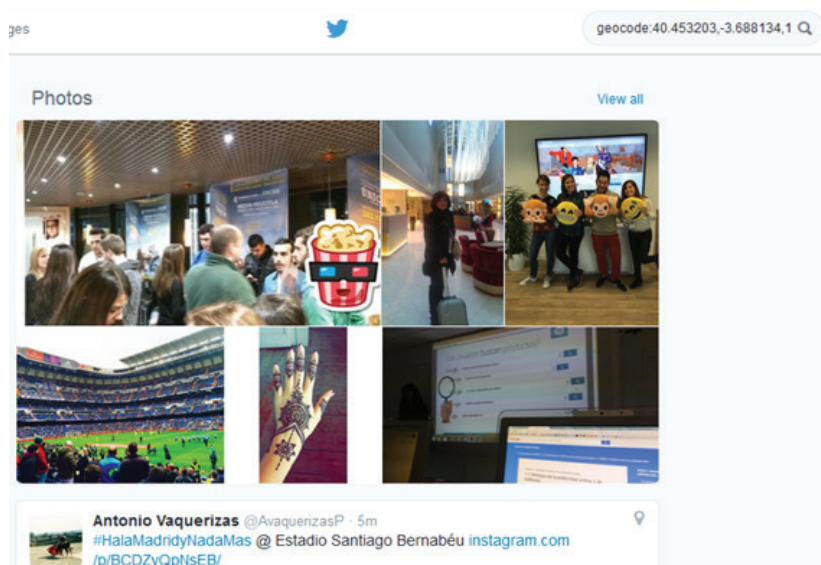 ges
geocode:40.453203,-3.688134,1
Photos
View all
Antonio Vaquerizas @AvaquerizasP · 5m
#HalaMadridyNadaMas @ Estadio Santiago Bernabéu instagram.com
/p/BCDZyQpNsEB/